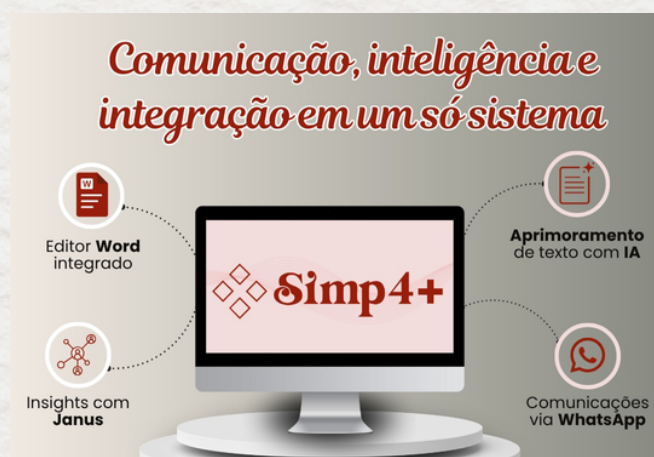 Comunicação, inteligência e
integração em um só sistema
W
Editor Word
integrado
Aprimoramento
de texto com IA
Simp4+
Insights com
Janus
Comunicações
via WhatsApp